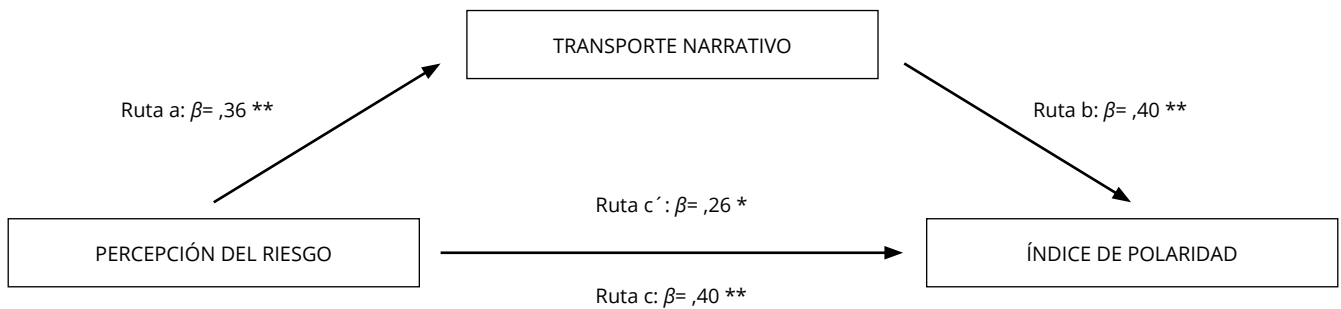 TRANSPORTE NARRATIVO
Ruta a: β= ,36 **
Ruta b: β= ,40 **
Ruta c´: β= ,26 *
PERCEPCIÓN DEL RIESGO
ÍNDICE DE POLARIDAD
Ruta c: β= ,40 **